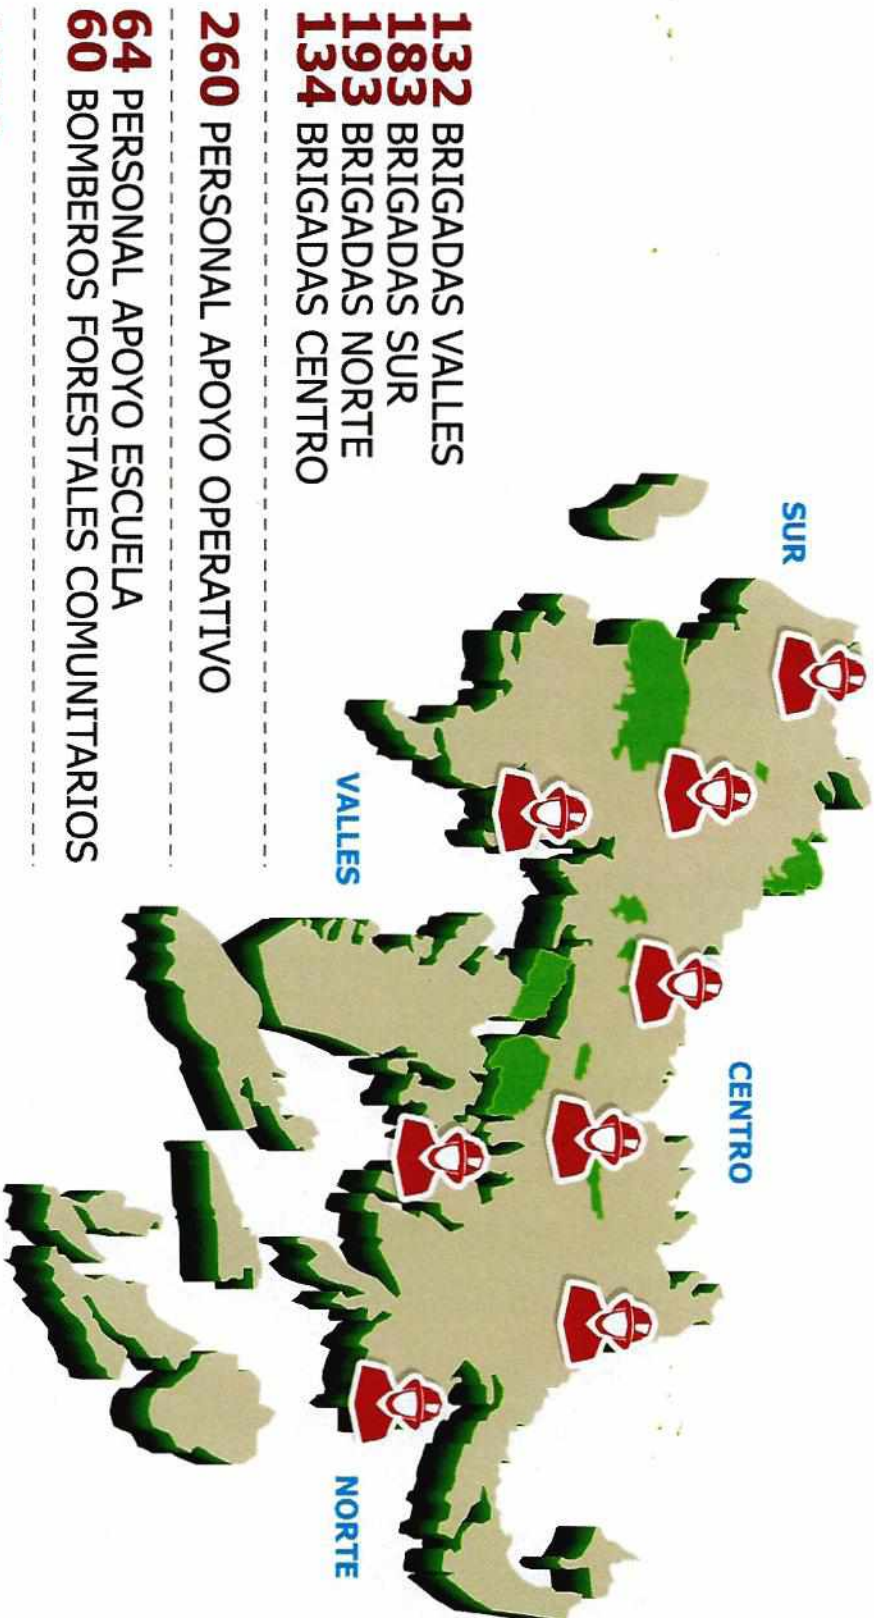 SUR
CENTRO
VALLES
NORTE
132 BRIGADAS VALLES
183 BRIGADAS SUR
193 BRIGADAS NORTE
134 BRIGADAS CENTRO
260 PERSONAL APOYO OPERATIVO
64 PERSONAL APOYO ESCUELA
60 BOMBEROS FORESTALES COMUNITARIOS